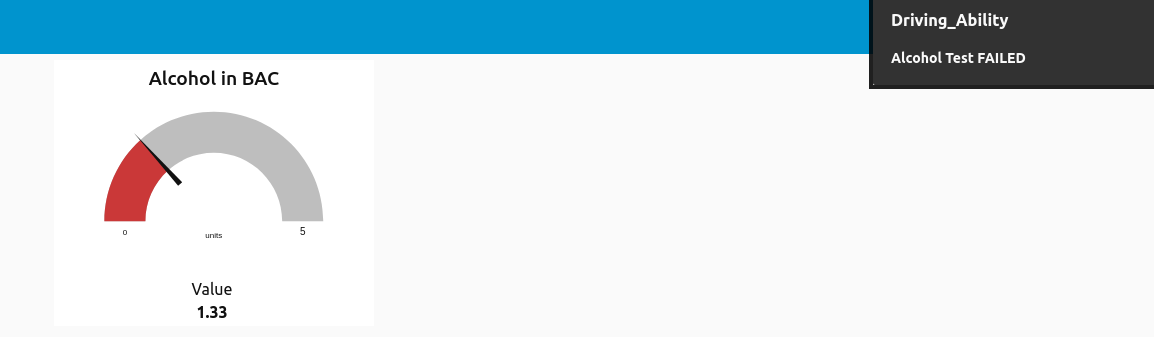 Driving_Ability
Alcohol Test FAILED
Alcohol in BAC
0
units
5
Value
1.33